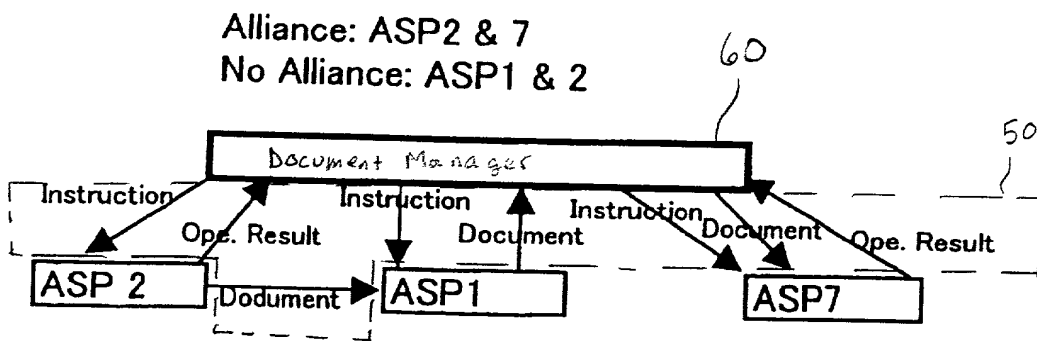 Alliance: ASP2 & 7
No Alliance: ASP1 & 2
60
50
Document Manager
Instruction
Ope. Result
Instruction
Document
Instruction
Document
Ope. Result
ASP 2
Dodument
ASP1
ASP7